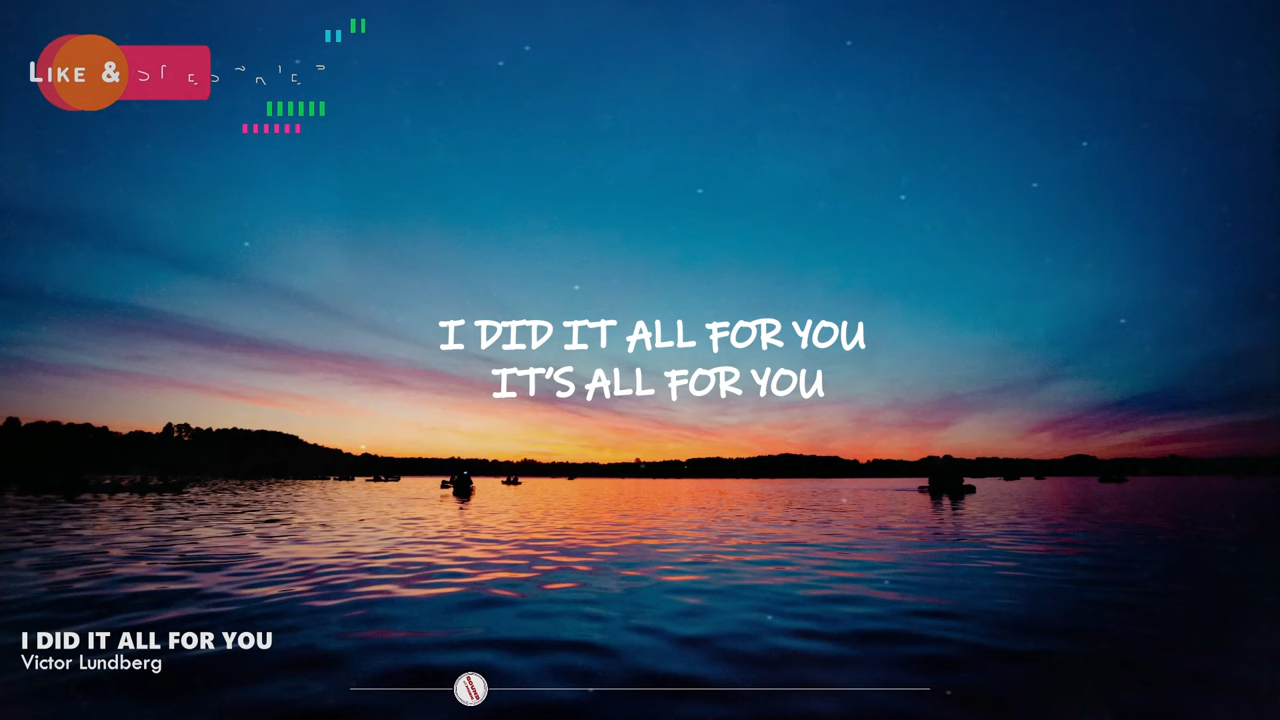 LIKE &
I DID IT ALL FOR YOU
IT'S ALL FOR YOU
I DID IT ALL FOR YOU
Victor Lundberg